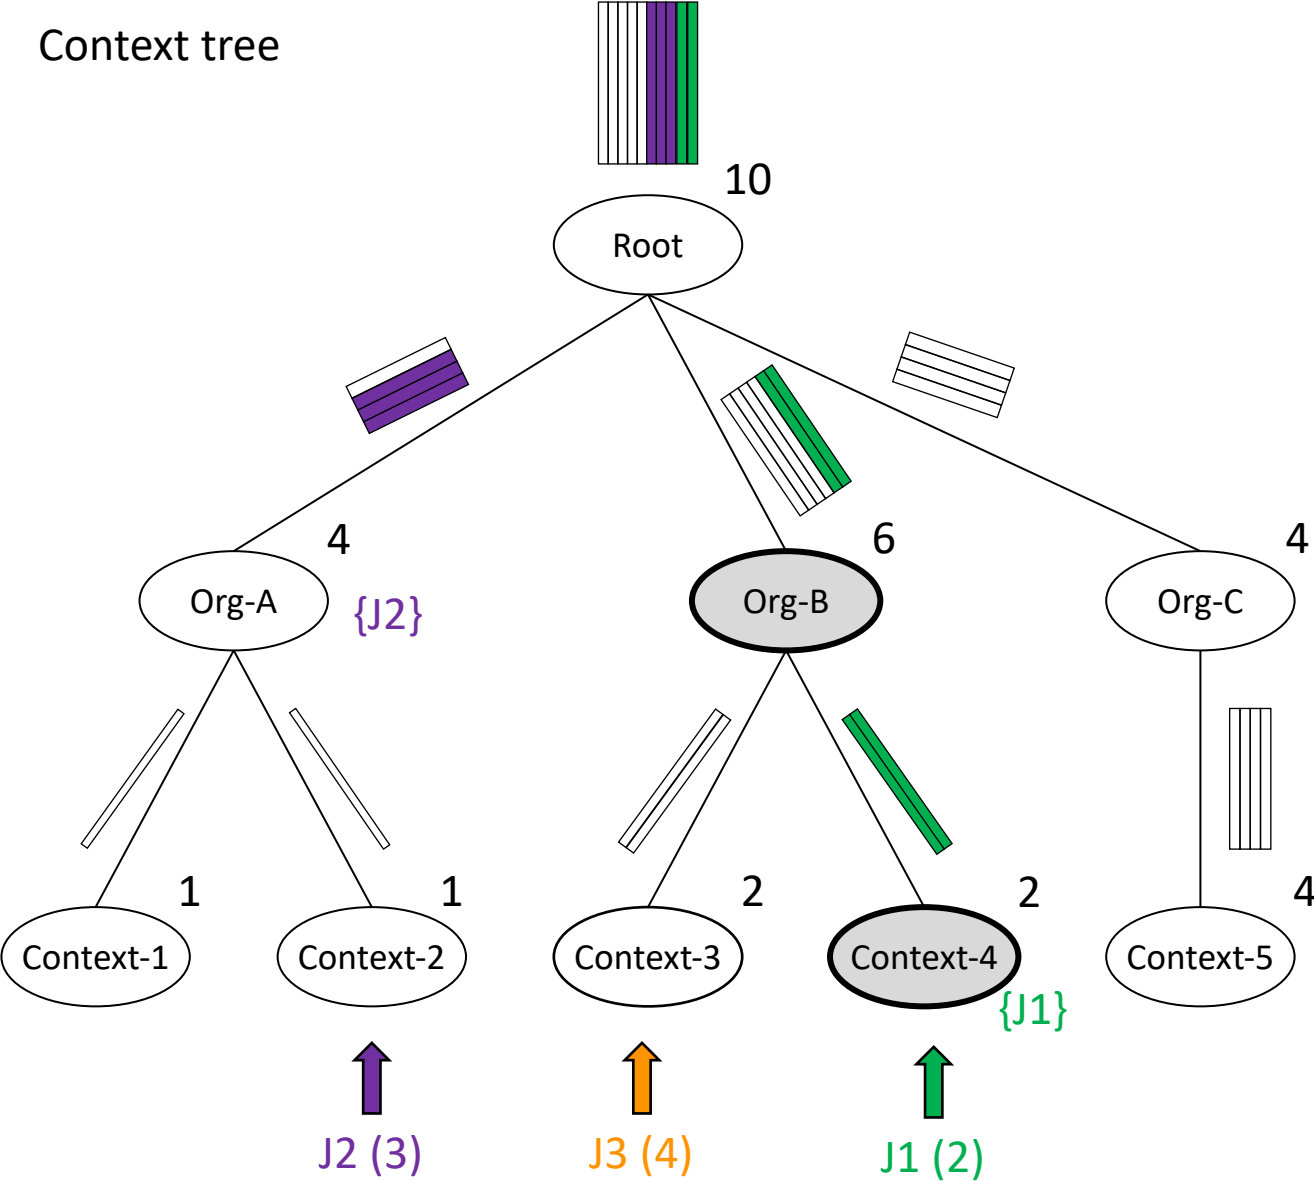 Context tree
10
Root
4
6
4
Org-A
{J2}
Org-B
Org-C
1
1
2
2
4
Context-1
Context-2
Context-3
Context-4
Context-5
{J1}
J2 (3)
J3 (4)
J1 (2)